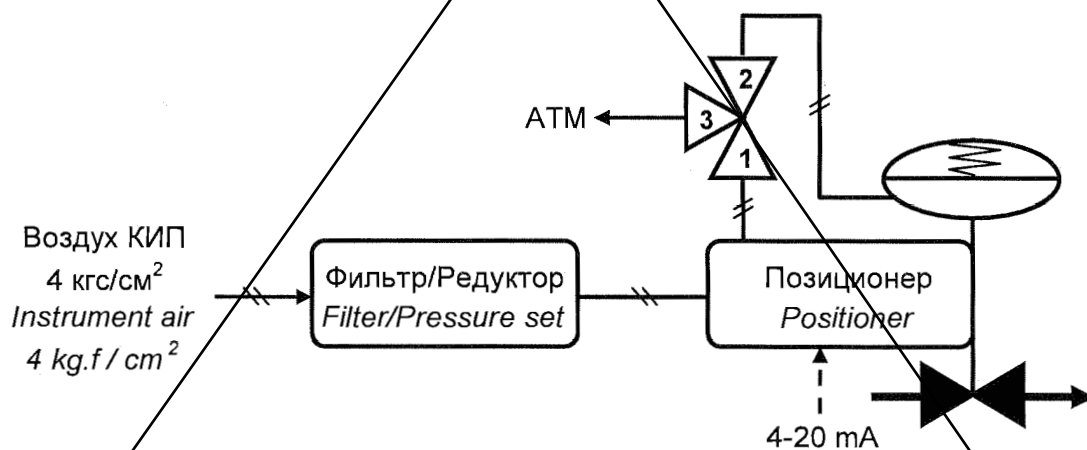 2
ATM
3
1
Воздух КИП
4 кгс/см²
Instrument air
4 kg.f / cm²
Фильтр/Редуктор
Filter/Pressure set
Позиционер
Positioner
4-20 mA